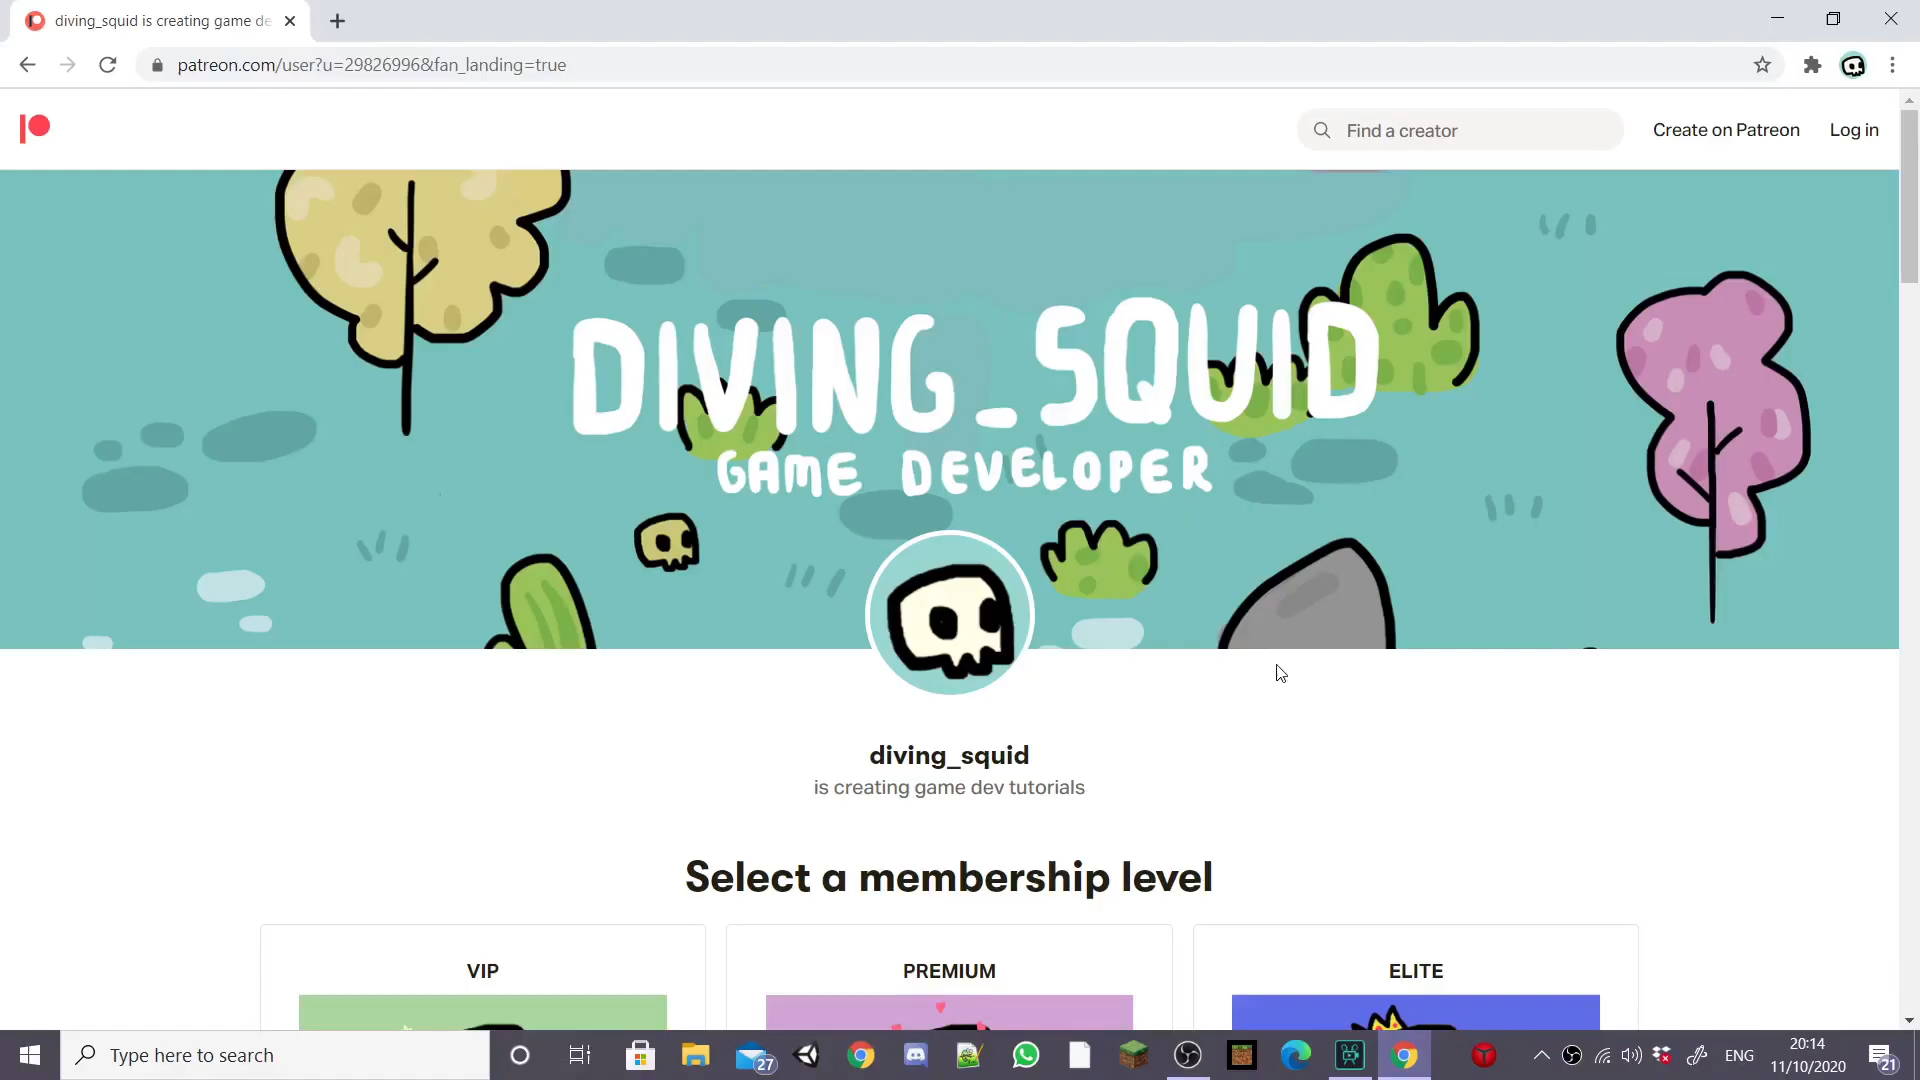 diving_squid is creating game de
patreon.com/user?u=29826996&fan_landing=true
Find a creator
Create on Patreon
Log in
DIVING_SQUID
GAME DEVELOPER
diving_squid
is creating game dev tutorials
Select a membership level
VIP
PREMIUM
ELITE
Type here to search
27
ENG
20:14
11/10/2020
21